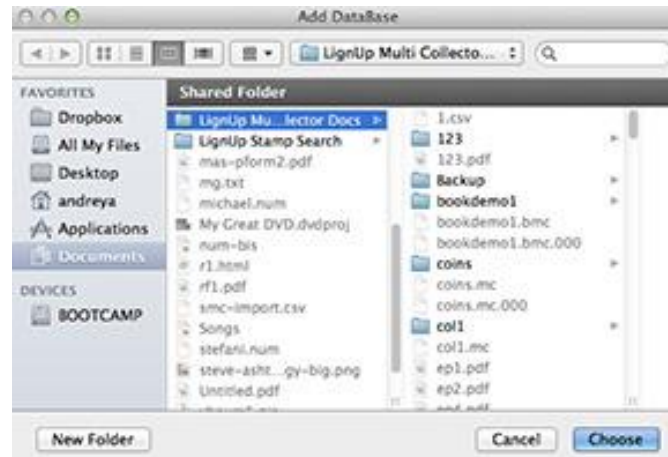 Add DataBase
LignUp Multi Collecto...
FAVORITES
Dropbox
All My Files
Desktop
andreya
Applications
Documents
DEVICES
BOOTCAMP
Shared Folder
LignUp Mu...lector Docs
LignUp Stamp Search
mas-pform2.pdf
mg.txt
michael.num
My Great DVD.dvdproj
num-bis
r1.html
rf1.pdf
smc-import.csv
Songs
stefani.num
steve-asht...gy-big.png
Untitled.pdf
1.csv
123
123.pdf
Backup
bookdemo1
bookdemo1.bmc
bookdemo1.bmc.000
coins
coins.mc
coins.mc.000
col1
col1.mc
ep1.pdf
ep2.pdf
New Folder
Cancel
Choose